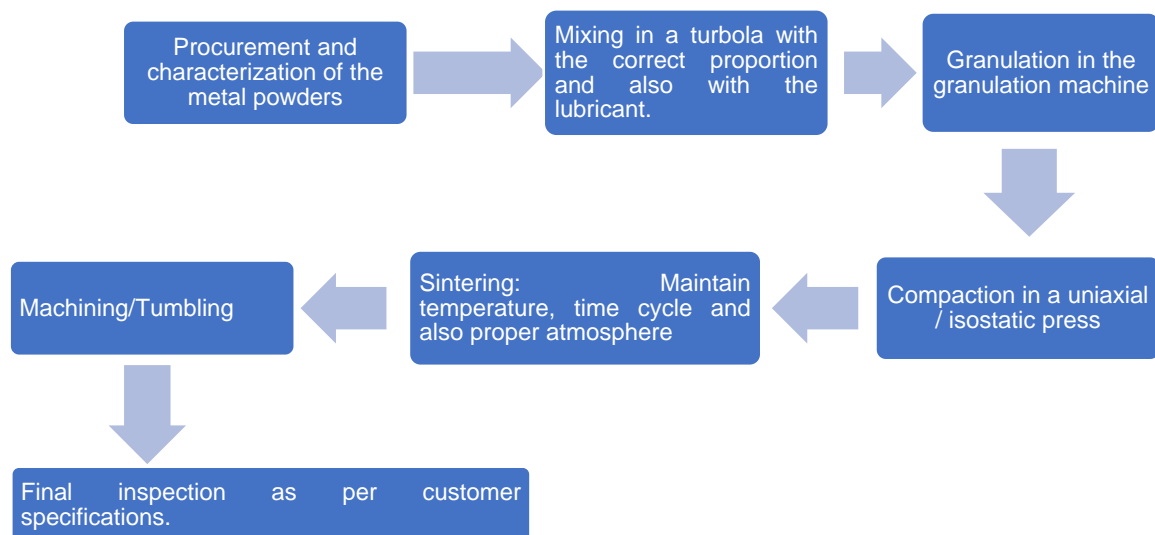 Procurement and
characterization of the
metal powders
Mixing in a turbola with
the correct proportion
and also with the
lubricant.
Granulation in the
granulation machine
Compaction in a uniaxial
/ isostatic press
Sintering: Maintain
temperature, time cycle and
also proper atmosphere
Machining/Tumbling
Final inspection as per customer
specifications.